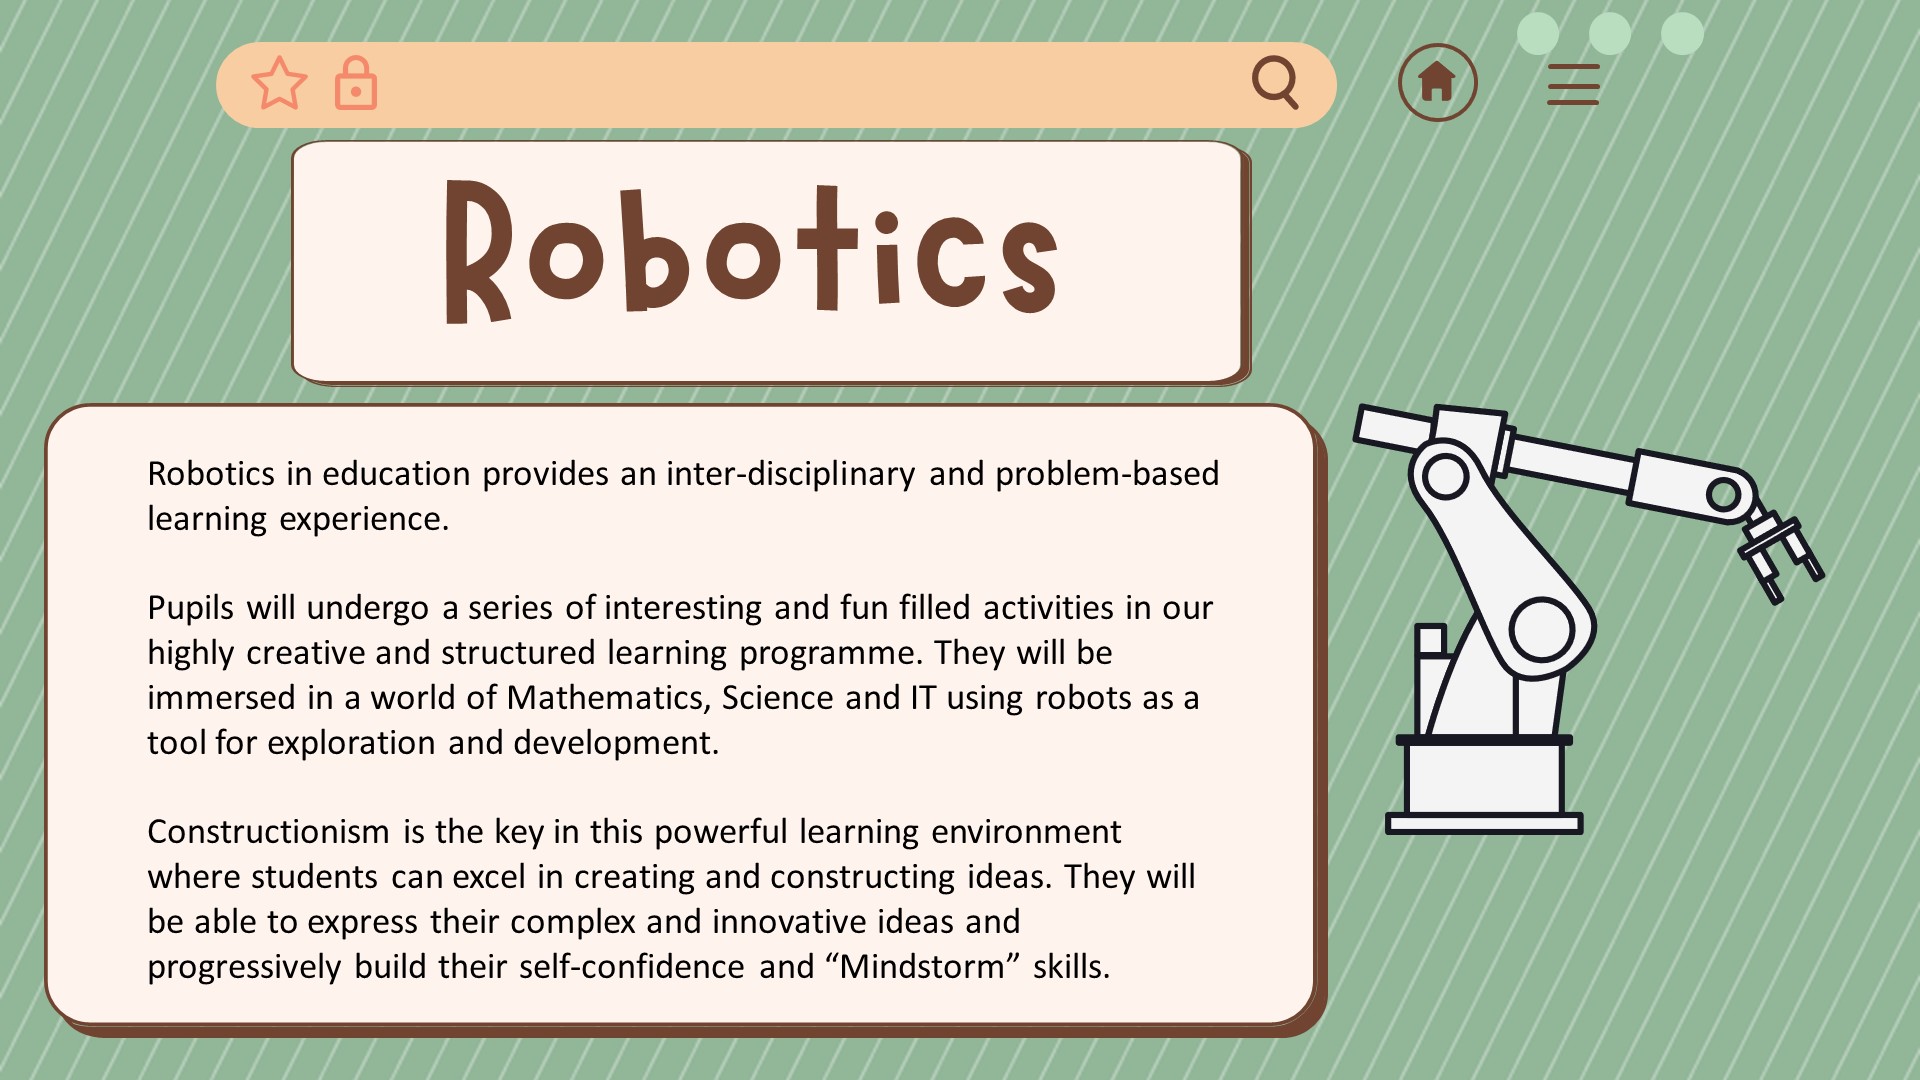 Robotics
Robotics in education provides an inter-disciplinary and problem-based
learning experience.
Pupils will undergo a series of interesting and fun filled activities in our
highly creative and structured learning programme. They will be
immersed in a world of Mathematics, Science and IT using robots as a
tool for exploration and development.
Constructionism is the key in this powerful learning environment
where students can excel in creating and constructing ideas. They will
be able to express their complex and innovative ideas and
progressively build their self-confidence and “Mindstorm” skills.